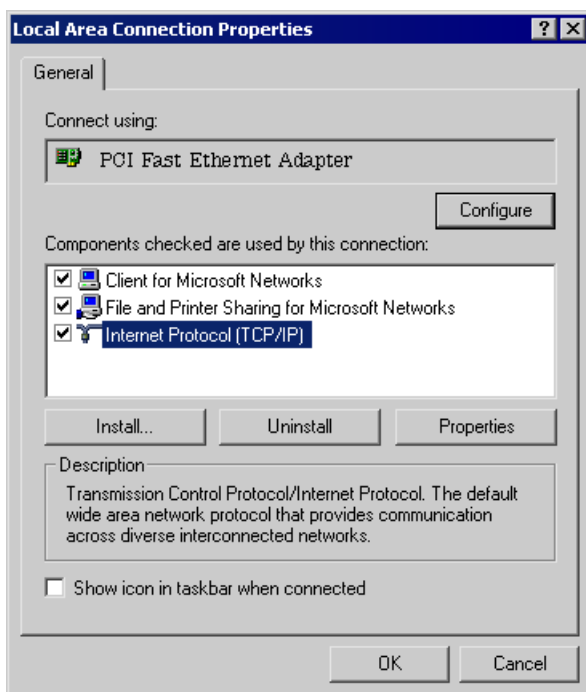 Local Area Connection Properties
General
Connect using:
PCI Fast Ethernet Adapter
Configure
Components checked are used by this connection:
Client for Microsoft Networks
File and Printer Sharing for Microsoft Networks
Internet Protocol (TCP/IP)
Install... Uninstall Properties
Description
Transmission Control Protocol/Internet Protocol. The default
wide area network protocol that provides communication
across diverse interconnected networks.
Show icon in taskbar when connected
OK Cancel